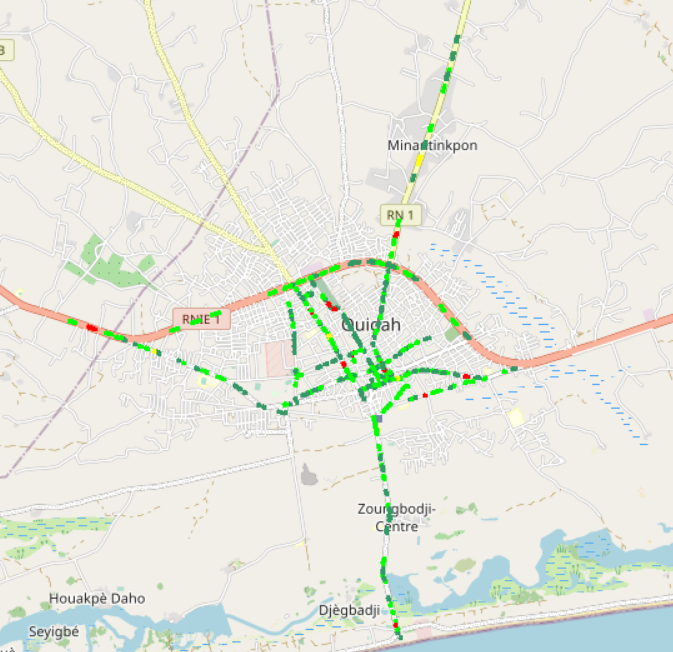 Minantinkpon
RN 1
RNIE 1
Ouidah
Zoungbodji-
Centre
Houakpè Daho
Djègbadji
Seyigbé